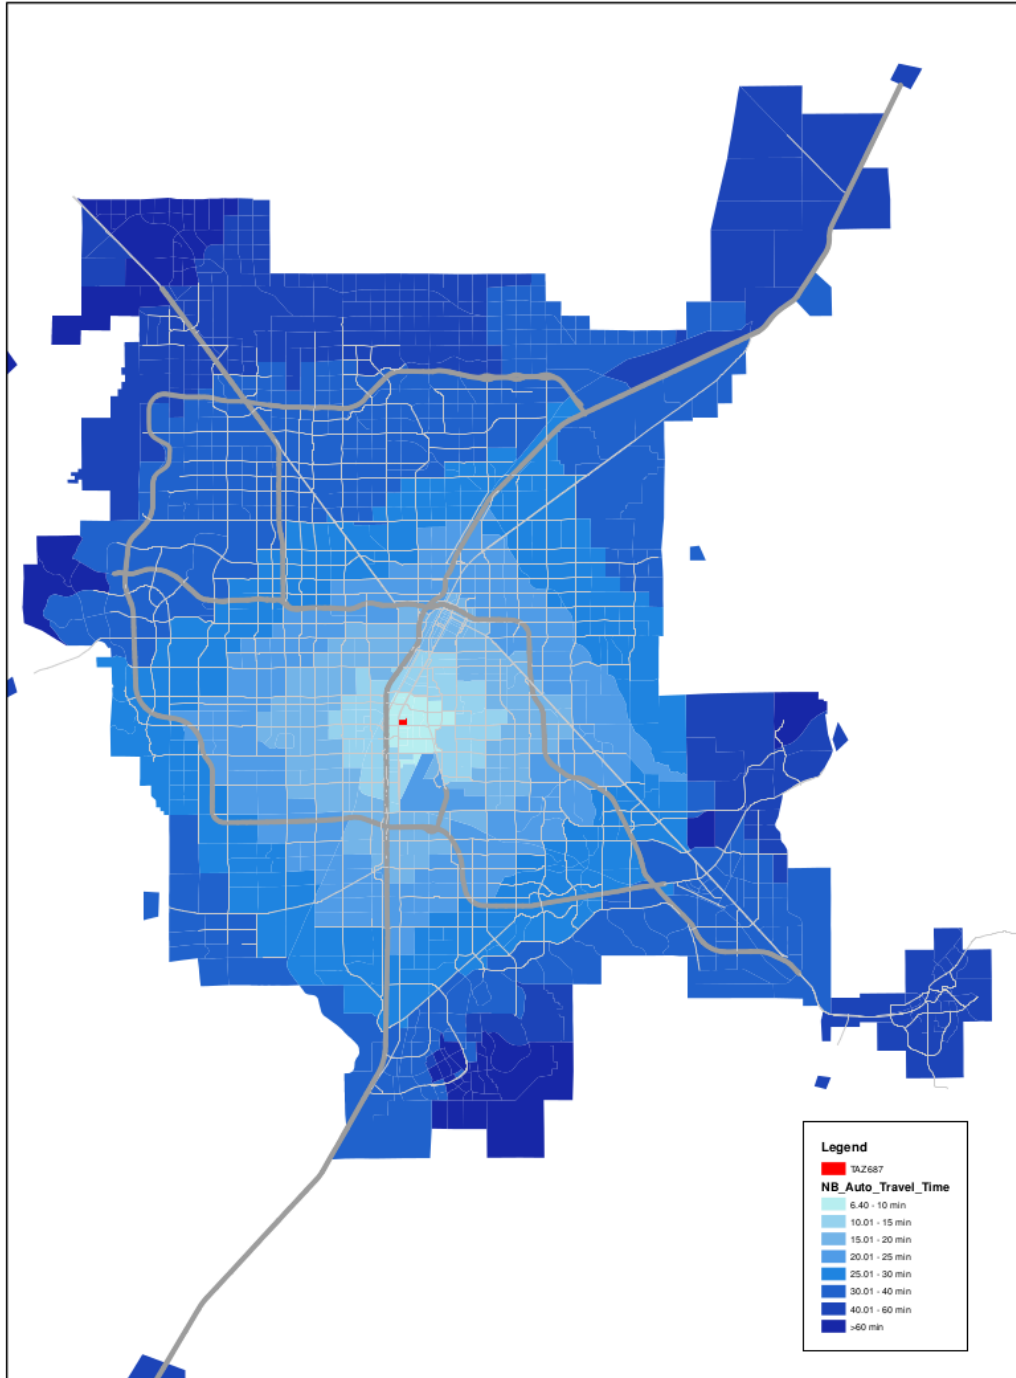 Legend
TAZ687
NB_Auto_Travel_Time
6.40 - 10 min
10.01 - 15 min
15.01 - 20 min
20.01 - 25 min
25.01 - 30 min
30.01 - 40 min
40.01 - 60 min
>60 min